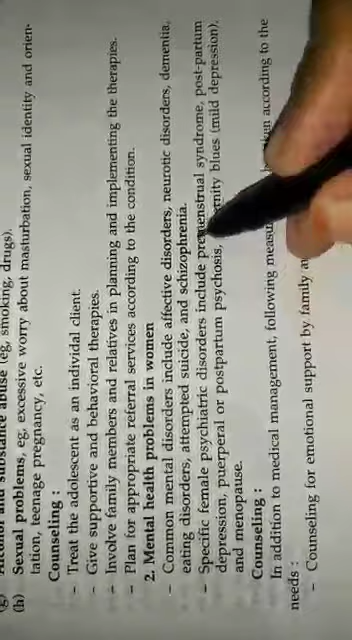 (g) Alcohol and substance abuse (eg, smoking, drugs).
(h) Sexual problems, eg, excessive worry about masturbation, sexual identity and orien-
tation, teenage pregnancy, etc.
Counseling :
– Treat the adolescent as an individal client.
– Give supportive and behavioral therapies.
– Involve family members and relatives in planning and implementing the therapies.
– Plan for appropriate referral services according to the condition.
2. Mental health problems in women
– Common mental disorders include affective disorders, neurotic disorders, dementia,
eating disorders, attempted suicide, and schizophrenia.
– Specific female psychiatric disorders include premenstrual syndrome, post-partum
depression, puerperal or postpartum psychosis, blues (mild depression),
and menopause.
Counseling :
In addition to medical management, following according to the
needs :
– Counseling for emotional support by family